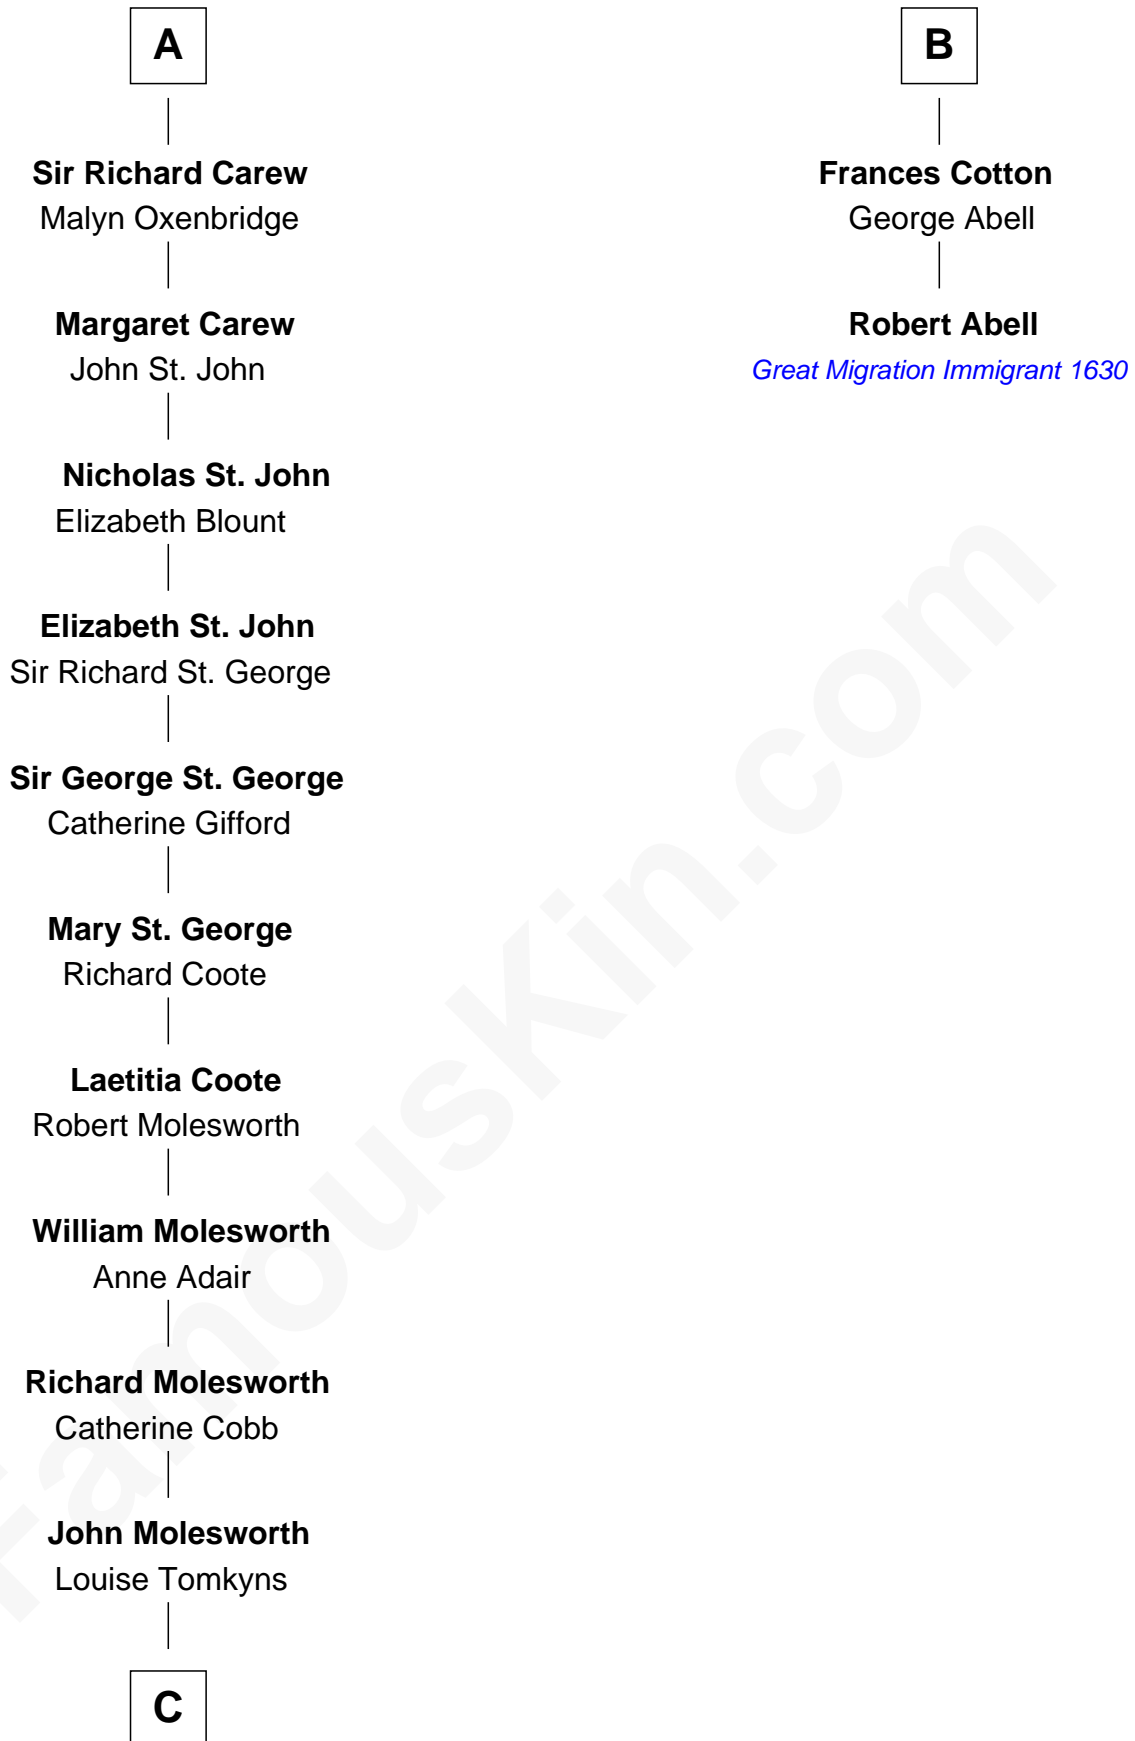 A
Sir Richard Carew
Malyn Oxenbridge
Margaret Carew
John St. John
Nicholas St. John
Elizabeth Blount
Elizabeth St. John
Sir Richard St. George
Sir George St. George
Catherine Gifford
Mary St. George
Richard Coote
Laetitia Coote
Robert Molesworth
William Molesworth
Anne Adair
Richard Molesworth
Catherine Cobb
John Molesworth
Louise Tomkyns
C
B
Frances Cotton
George Abell
Robert Abell
Great Migration Immigrant 1630
FamousKin.com